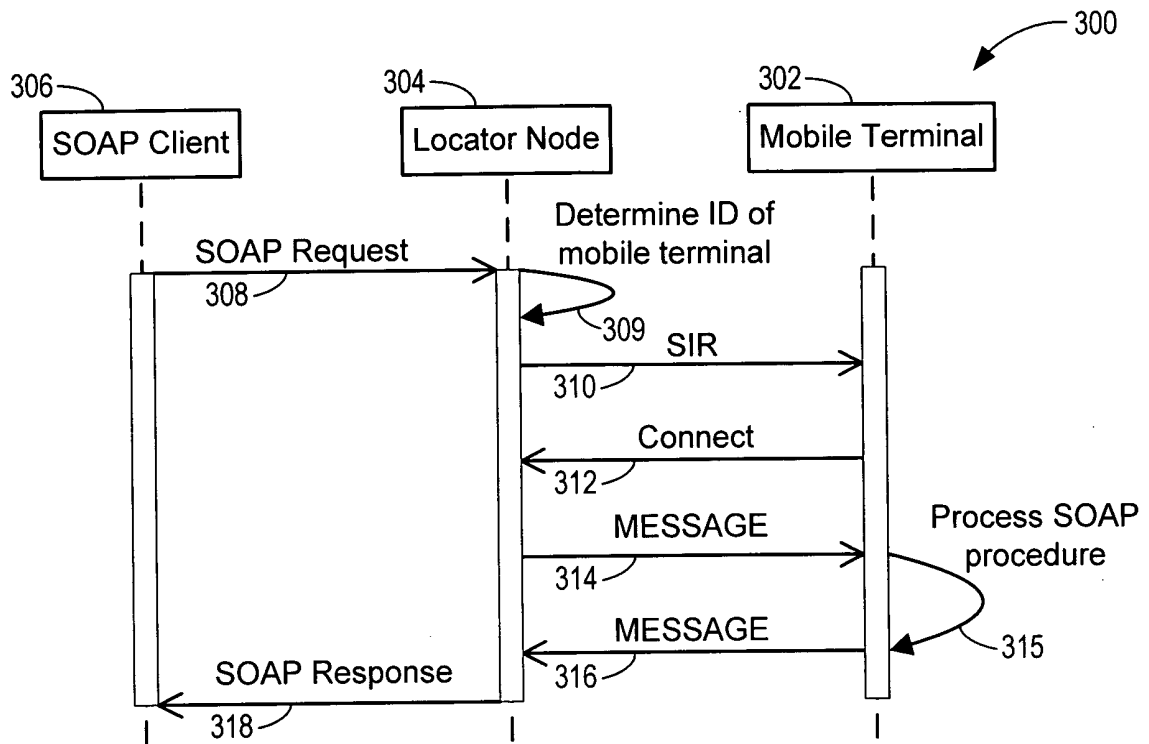 300
306
304
302
SOAP Client
Locator Node
Mobile Terminal
Determine ID of
mobile terminal
SOAP Request
308
309
SIR
310
Connect
312
MESSAGE
314
Process SOAP
procedure
315
MESSAGE
316
SOAP Response
318